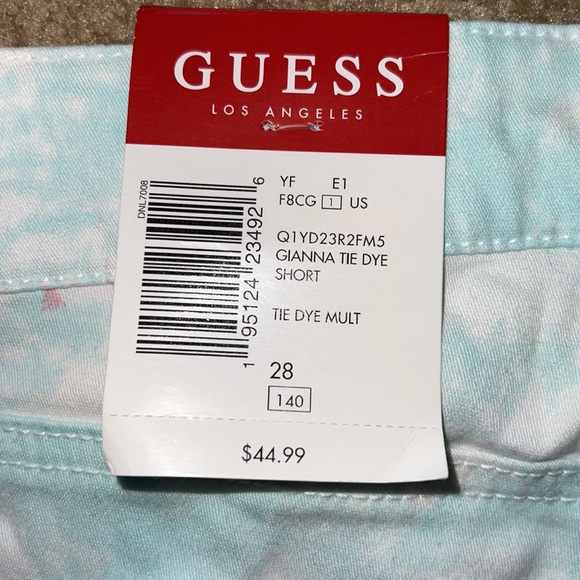 GUESS
LOS ANGELES
DNL7008
1 95124 23492 6
YF E1
F8CG 1 US
Q1YD23R2FM5
GIANNA TIE DYE
SHORT
TIE DYE MULT
28
140
$44.99